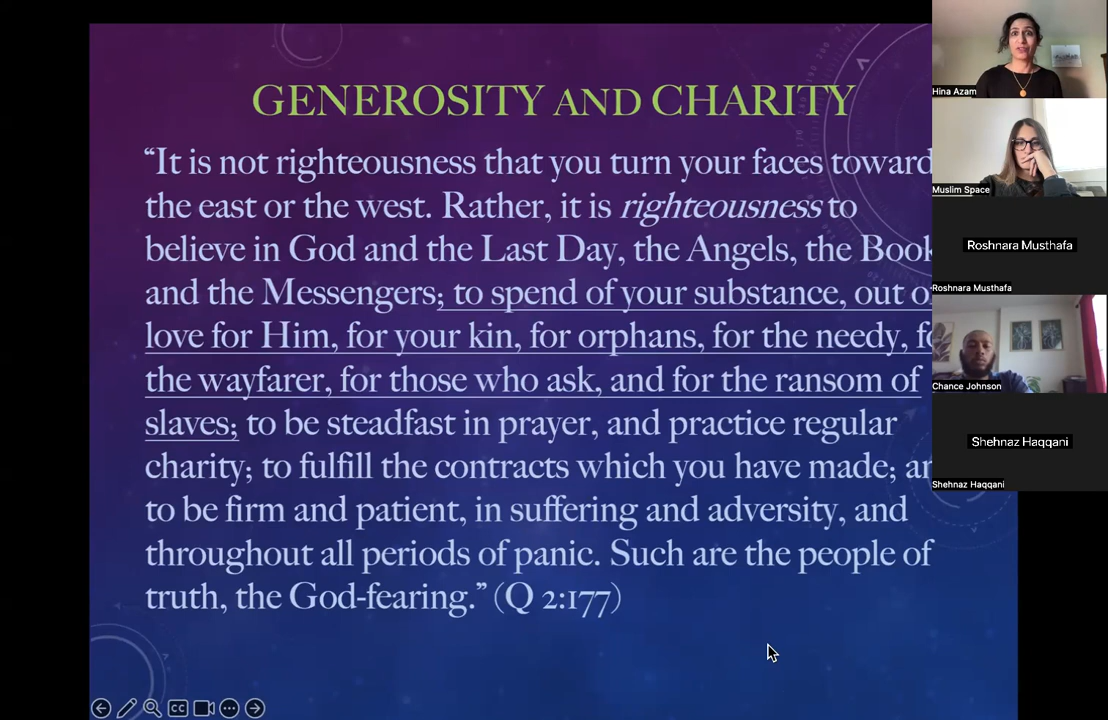 GENEROSITY AND CHARITY
“It is not righteousness that you turn your faces toward
the east or the west. Rather, it is righteousness to
believe in God and the Last Day, the Angels, the Book
and the Messengers; to spend of your substance, out
love for Him, for your kin, for orphans, for the needy,
the wayfarer, for those who ask, and for the ransom of
slaves; to be steadfast in prayer, and practice regular
charity; to fulfill the contracts which you have made;
to be firm and patient, in suffering and adversity, and
throughout all periods of panic. Such are the people of
truth, the God-fearing.” (Q 2:177)
Hina Azam
Muslim Space
Roshnara Musthafa
Roshnara Musthafa
Chance Johnson
Shehnaz Haqqani
Shehnaz Haqqani
CC